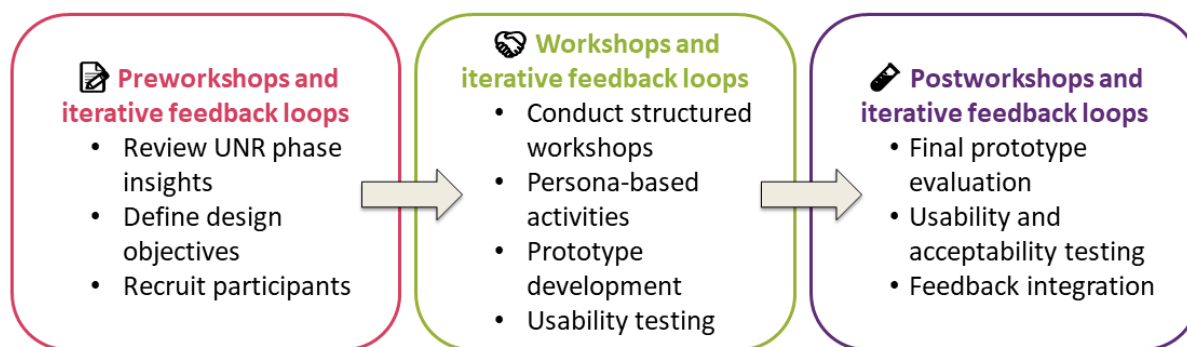 Preworkshops and
iterative feedback loops
• Review UNR phase
insights
• Define design
objectives
• Recruit participants
Workshops and
iterative feedback loops
• Conduct structured
workshops
• Persona-based
activities
• Prototype
development
• Usability testing
Postworkshops and
iterative feedback loops
• Final prototype
evaluation
• Usability and
acceptability testing
• Feedback integration